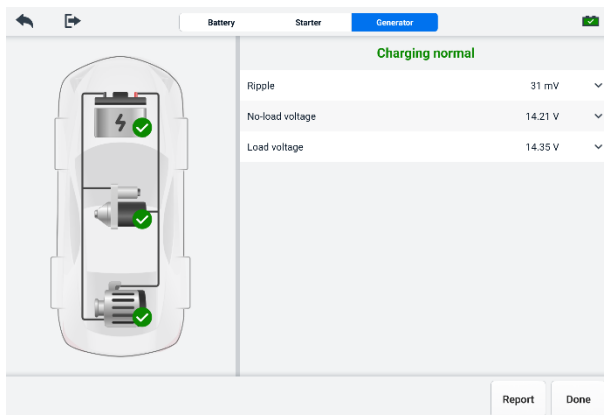 Battery Starter Generator
Charging normal
Ripple 31 mV
No-load voltage 14.21 V
Load voltage 14.35 V
Report Done